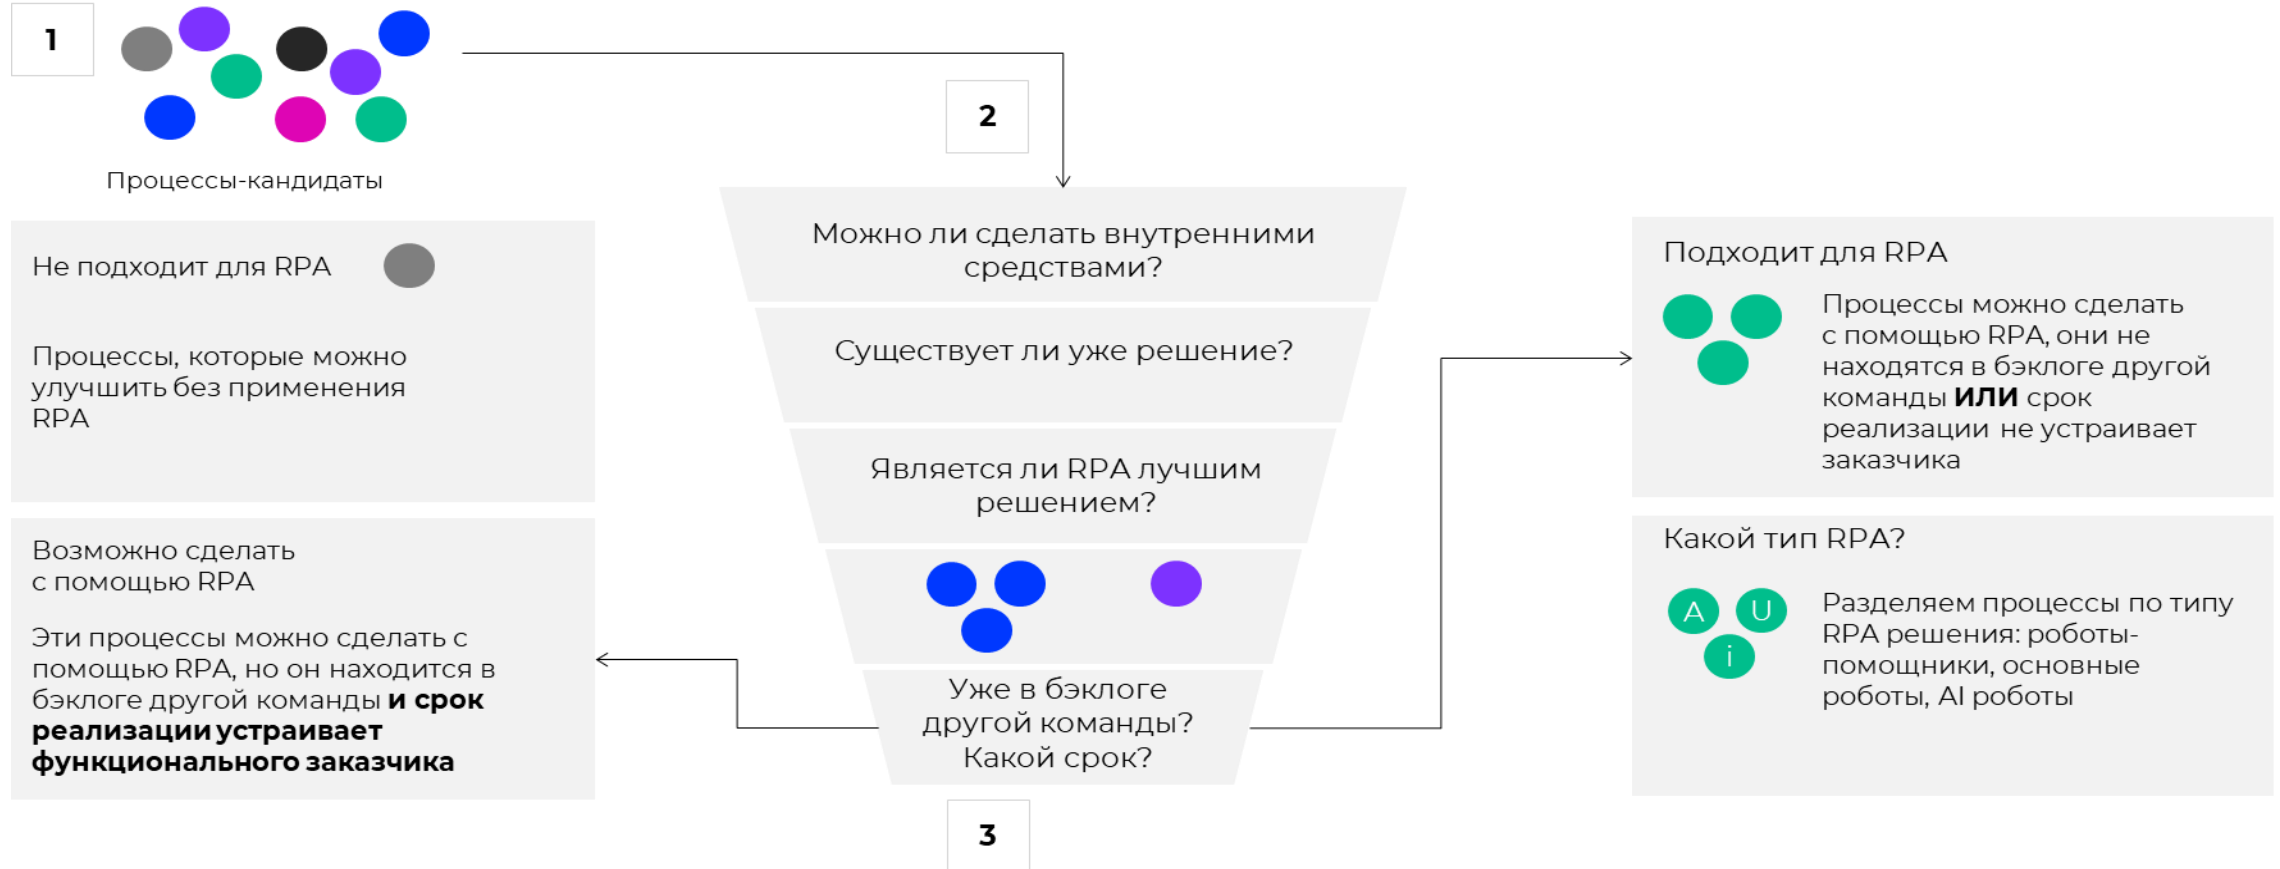 1
Процессы-кандидаты
Не подходит для RPA
Процессы, которые можно
улучшить без применения
RPA
Возможно сделать
с помощью RPA
Эти процессы можно сделать с
помощью RPA, но он находится в
бэклоге другой команды и срок
реализации устраивает
функционального заказчика
2
Можно ли сделать внутренними
средствами?
Существует ли уже решение?
Является ли RPA лучшим
решением?
Уже в бэклоге
другой команды?
Какой срок?
3
Подходит для RPA
Процессы можно сделать
с помощью RPA, они не
находятся в бэклоге другой
команды ИЛИ срок
реализации не устраивает
заказчика
Какой тип RPA?
A U
i
Разделяем процессы по типу
RPA решения: роботы-
помощники, основные
роботы, AI роботы